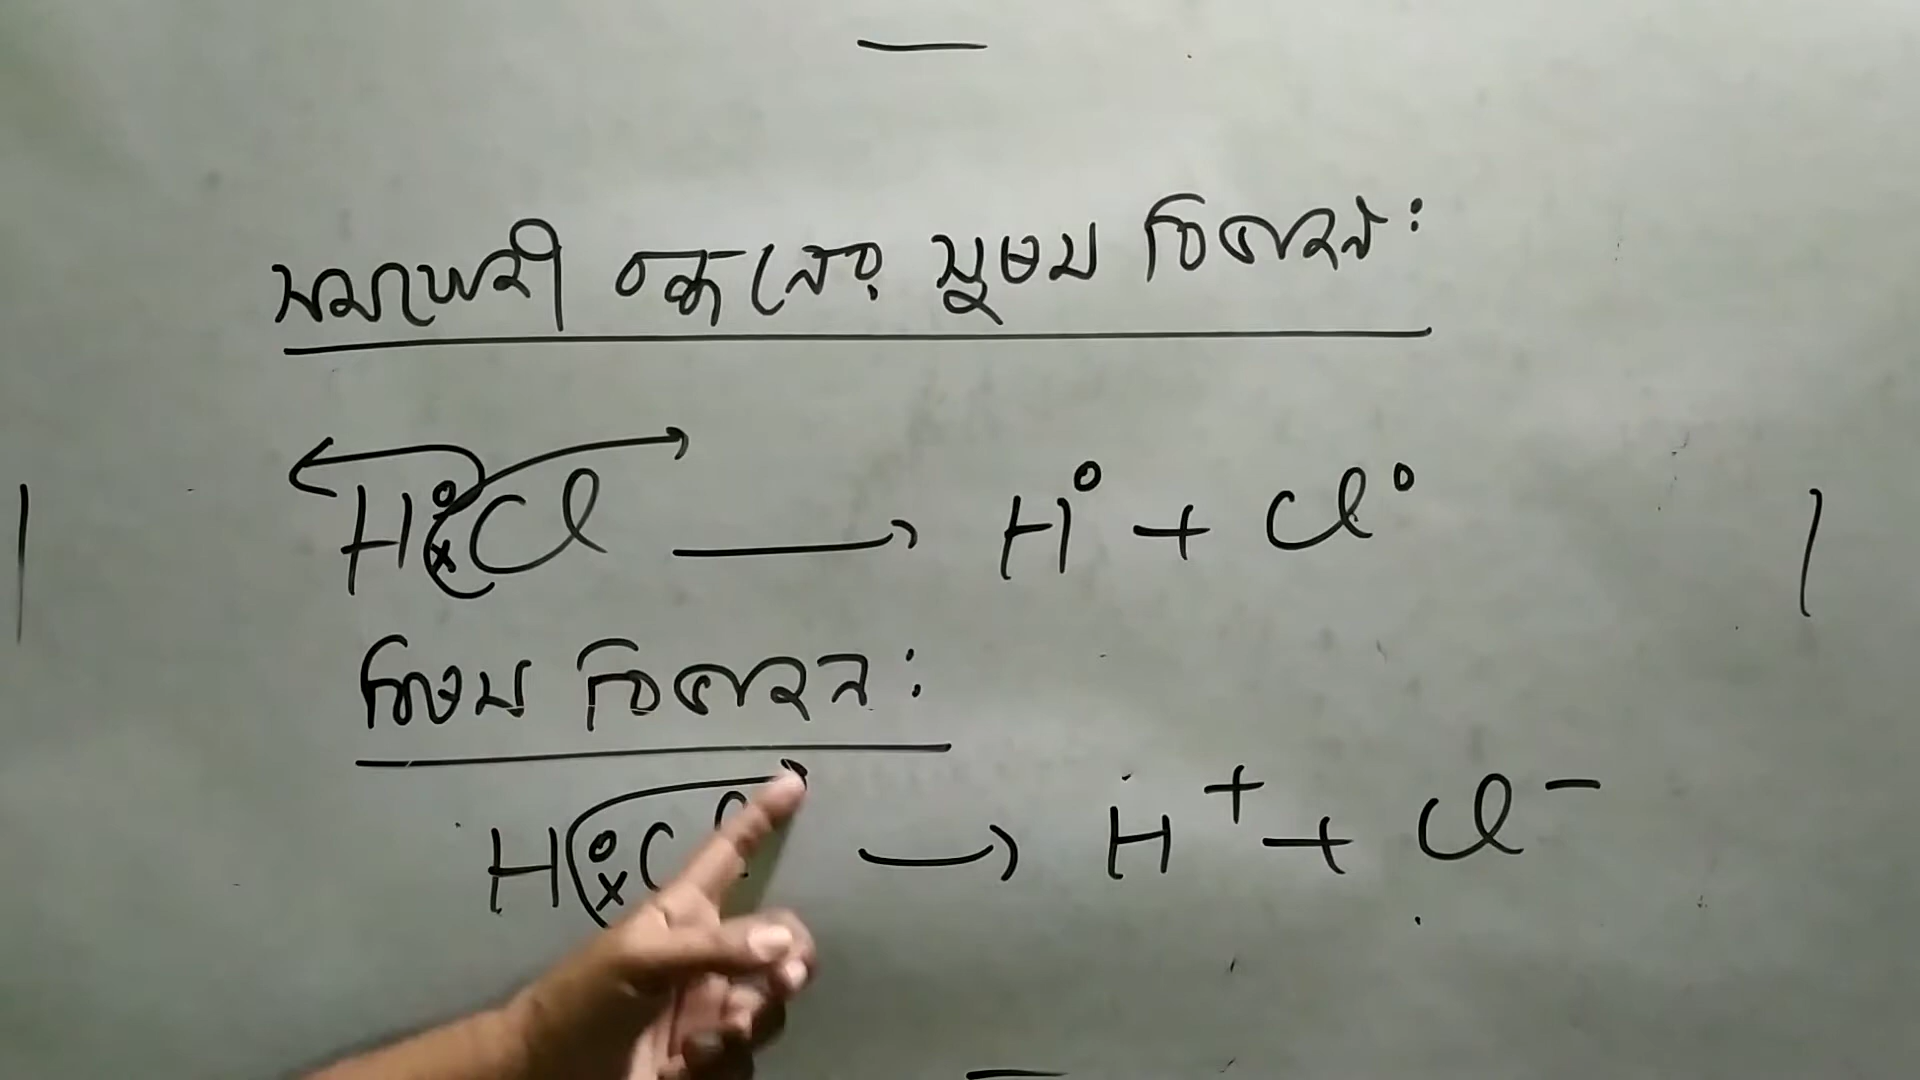 সমযোজী বন্ধনের সুষম বিভাজন:
H°ₓCl ⟶ H° + Cl°
বিষম বিভাজন:
H°ₓCl ⟶ H⁺ + Cl⁻